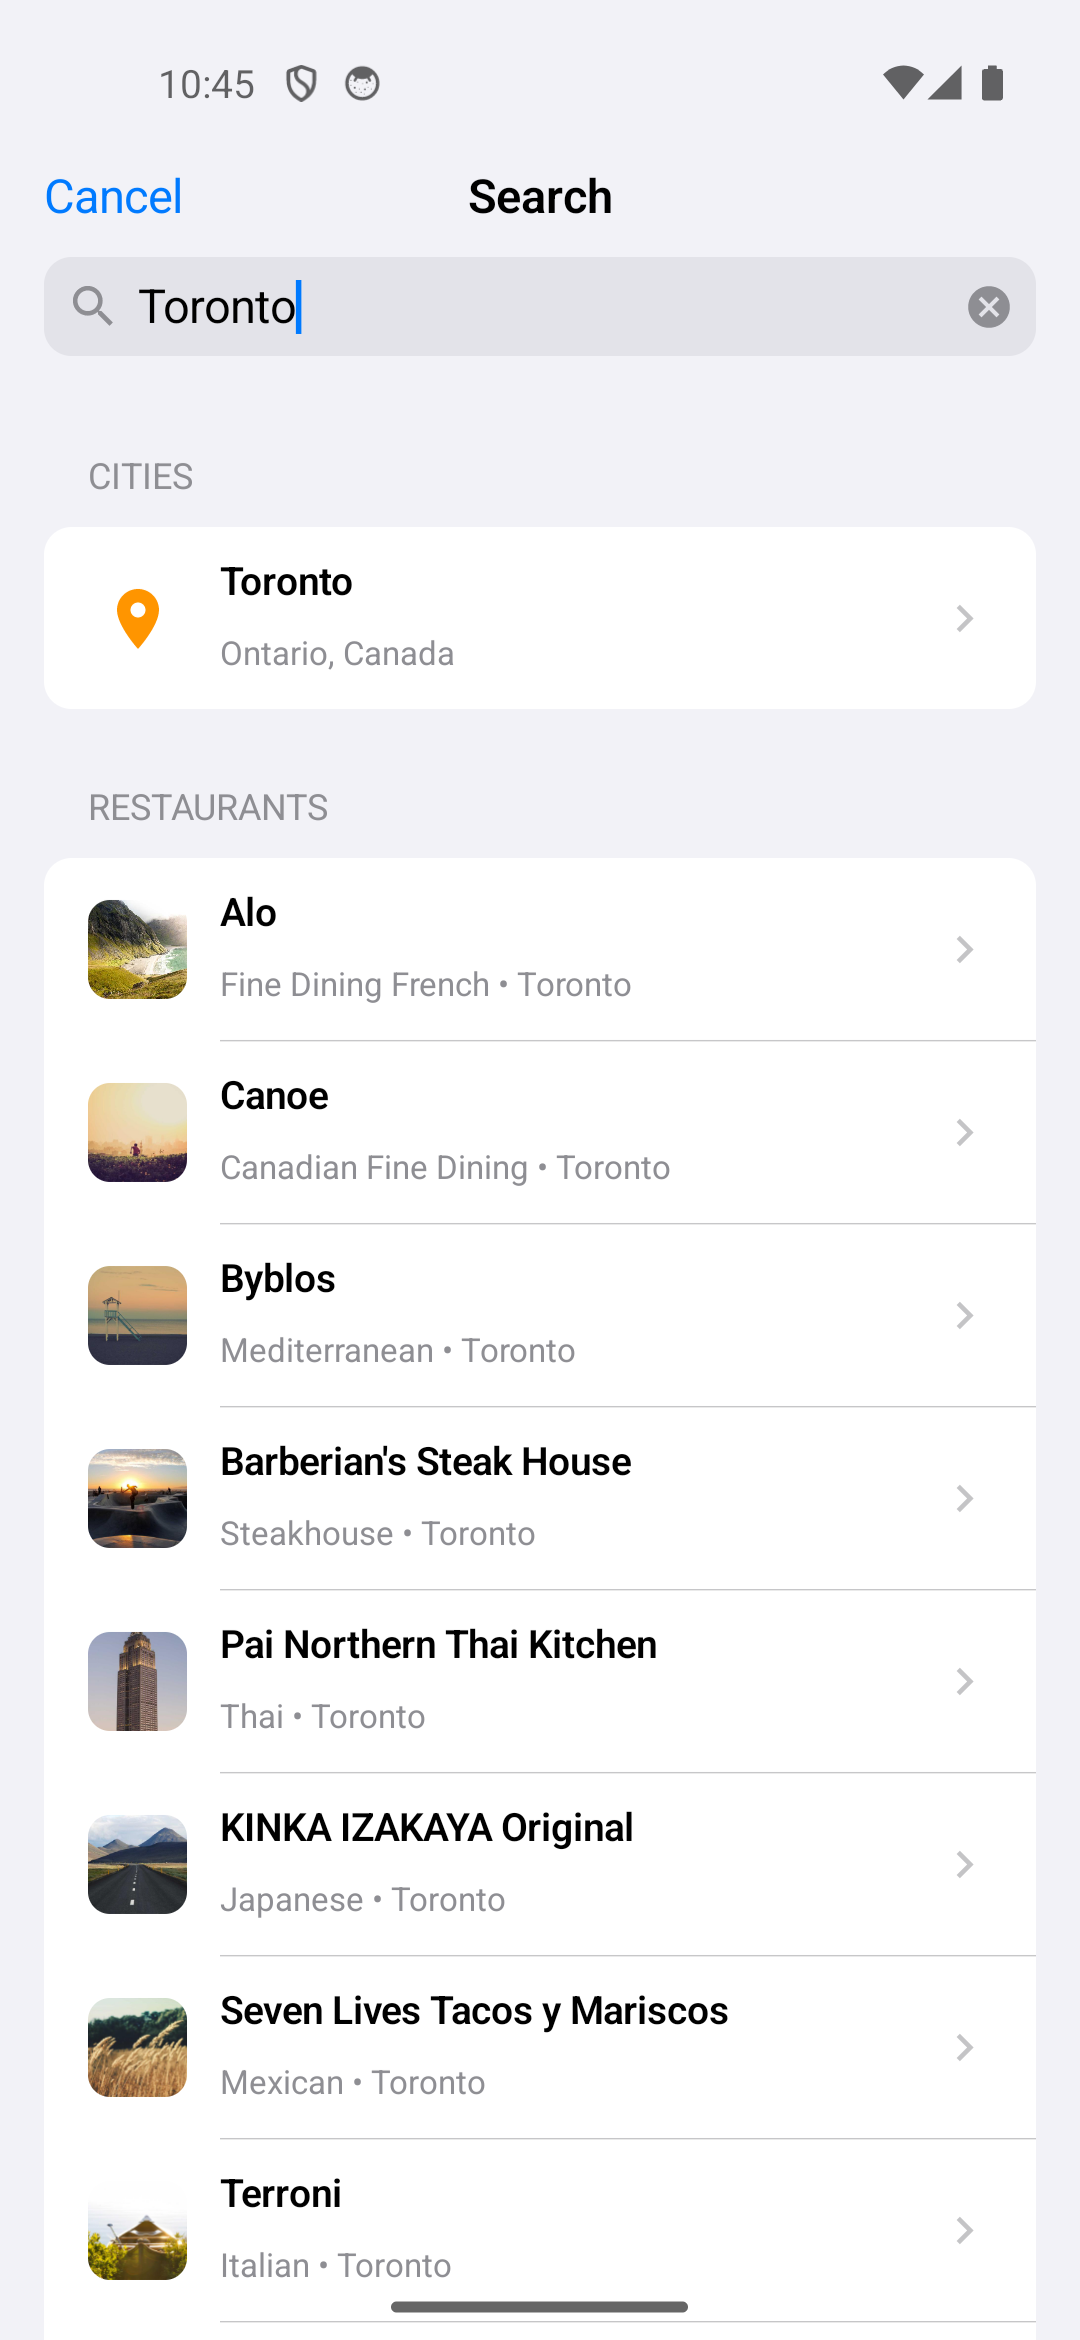 10:45
Cancel
Search
Toronto
CITIES
Toronto
Ontario, Canada
RESTAURANTS
Alo
Fine Dining French • Toronto
Canoe
Canadian Fine Dining • Toronto
Byblos
Mediterranean • Toronto
Barberian's Steak House
Steakhouse • Toronto
Pai Northern Thai Kitchen
Thai • Toronto
KINKA IZAKAYA Original
Japanese • Toronto
Seven Lives Tacos y Mariscos
Mexican • Toronto
Terroni
Italian • Toronto